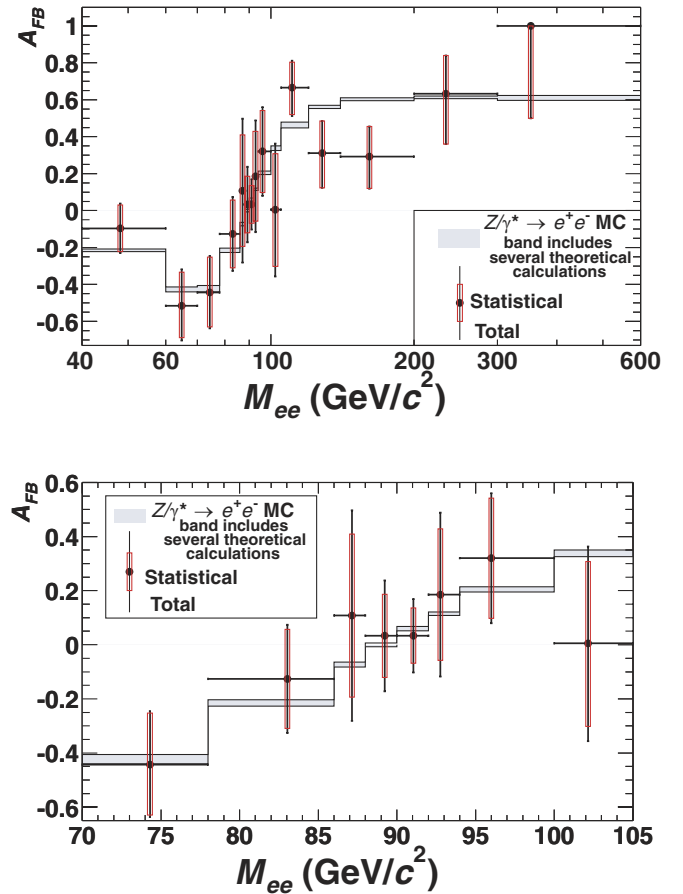 A_FB
1
0.8
0.6
0.4
0.2
0
-0.2
-0.4
-0.6
Z/γ* → e⁺e⁻ MC
band includes
several theoretical
calculations
Statistical
Total
40 60 100 200 300 600
M_ee (GeV/c²)
A_FB
0.6
0.4
0.2
0
-0.2
-0.4
-0.6
Z/γ* → e⁺e⁻ MC
band includes
several theoretical
calculations
Statistical
Total
70 75 80 85 90 95 100 105
M_ee (GeV/c²)